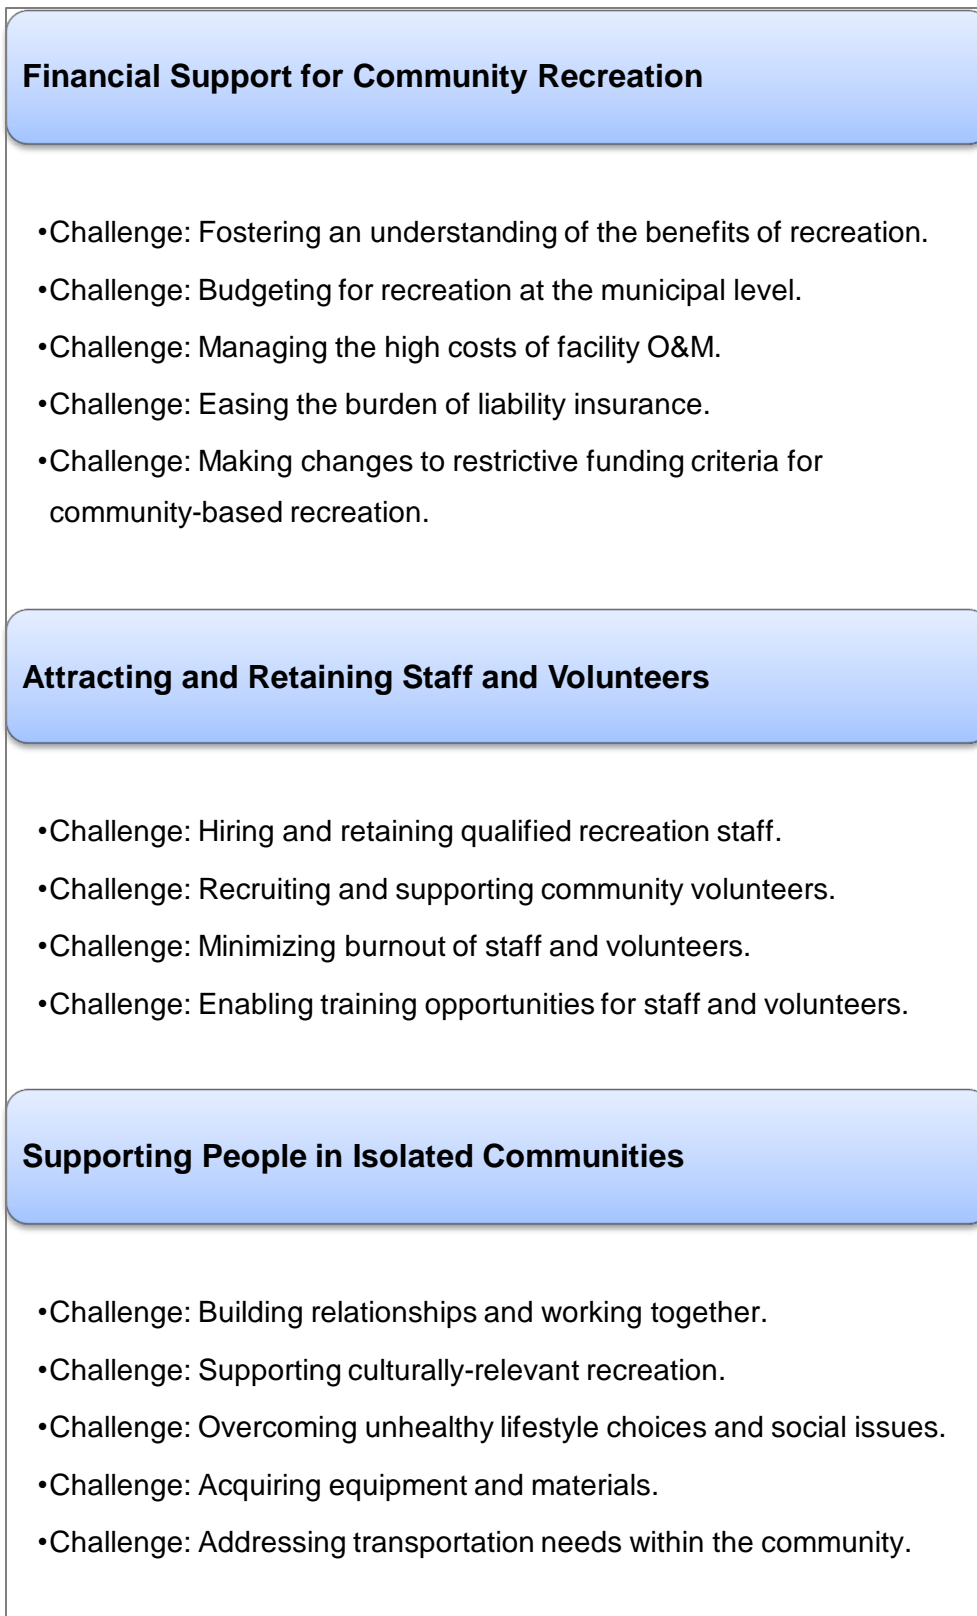 Financial Support for Community Recreation
•Challenge: Fostering an understanding of the benefits of recreation.
•Challenge: Budgeting for recreation at the municipal level.
•Challenge: Managing the high costs of facility O&M.
•Challenge: Easing the burden of liability insurance.
•Challenge: Making changes to restrictive funding criteria for
community-based recreation.
Attracting and Retaining Staff and Volunteers
•Challenge: Hiring and retaining qualified recreation staff.
•Challenge: Recruiting and supporting community volunteers.
•Challenge: Minimizing burnout of staff and volunteers.
•Challenge: Enabling training opportunities for staff and volunteers.
Supporting People in Isolated Communities
•Challenge: Building relationships and working together.
•Challenge: Supporting culturally-relevant recreation.
•Challenge: Overcoming unhealthy lifestyle choices and social issues.
•Challenge: Acquiring equipment and materials.
•Challenge: Addressing transportation needs within the community.